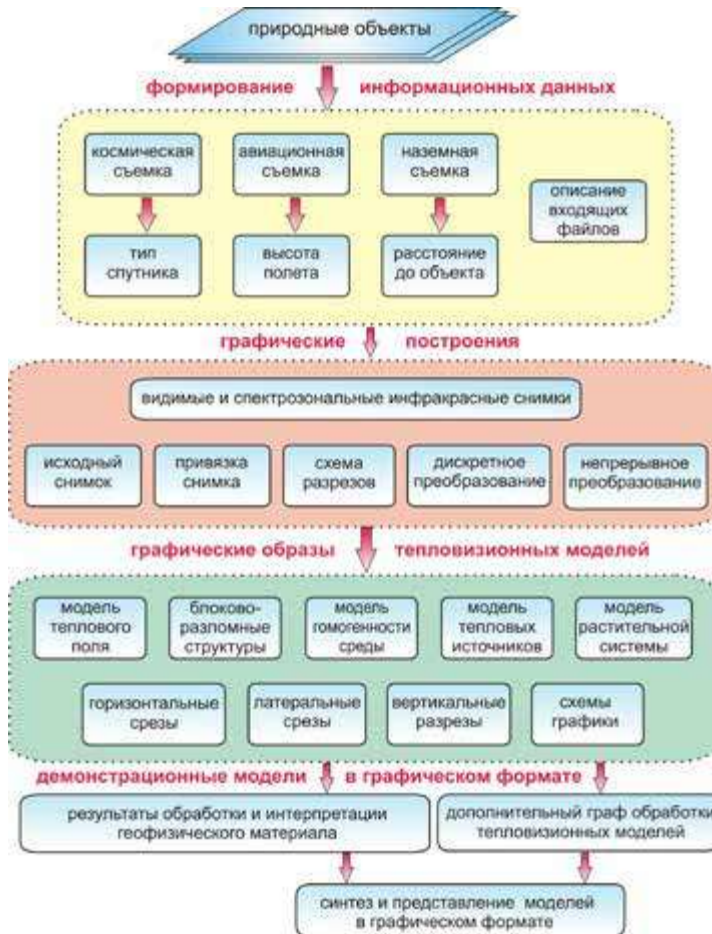 природные объекты
формирование информационных данных
космическая
съемка
авиационная
съемка
наземная
съемка
описание
входящих
файлов
тип
спутника
высота
полета
расстояние
до объекта
графические построения
видимые и спектрозональные инфракрасные снимки
исходный
снимок
привязка
снимка
схема
разрезов
дискретное
преобразование
непрерывное
преобразование
графические образы тепловизионных моделей
модель
теплового
поля
блоково-
разломные
структуры
модель
гомогенности
среды
модель
тепловых
источников
модель
растительной
системы
горизонтальные
срезы
латеральные
срезы
вертикальные
разрезы
схемы
графики
демонстрационные модели в графическом формате
результаты обработки и интерпретации
геофизического материала
дополнительный граф обработки
тепловизионных моделей
синтез и представление моделей
в графическом формате